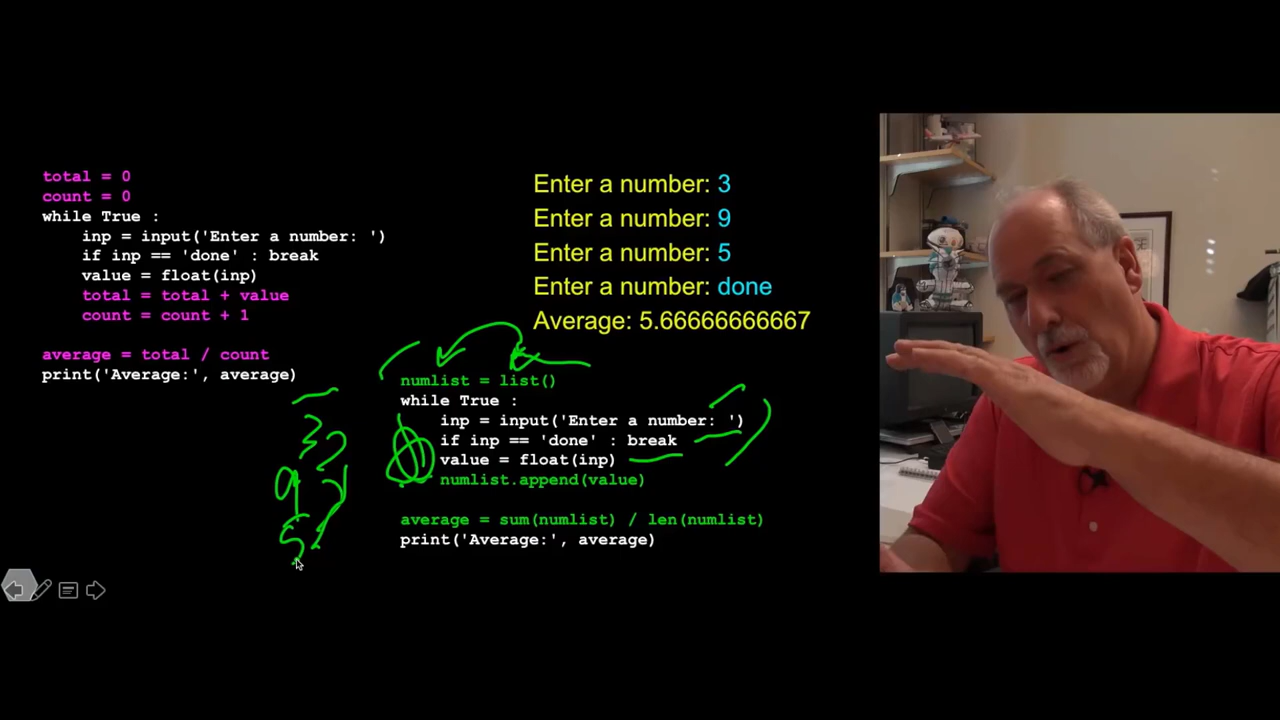 total = 0
count = 0
while True :
    inp = input('Enter a number: ')
    if inp == 'done' : break
    value = float(inp)
    total = total + value
    count = count + 1
average = total / count
print('Average:', average)
Enter a number: 3
Enter a number: 9
Enter a number: 5
Enter a number: done
Average: 5.66666666667
numlist = list()
while True :
    inp = input('Enter a number: ')
    if inp == 'done' : break
    value = float(inp)
    numlist.append(value)
average = sum(numlist) / len(numlist)
print('Average:', average)
3
9
5